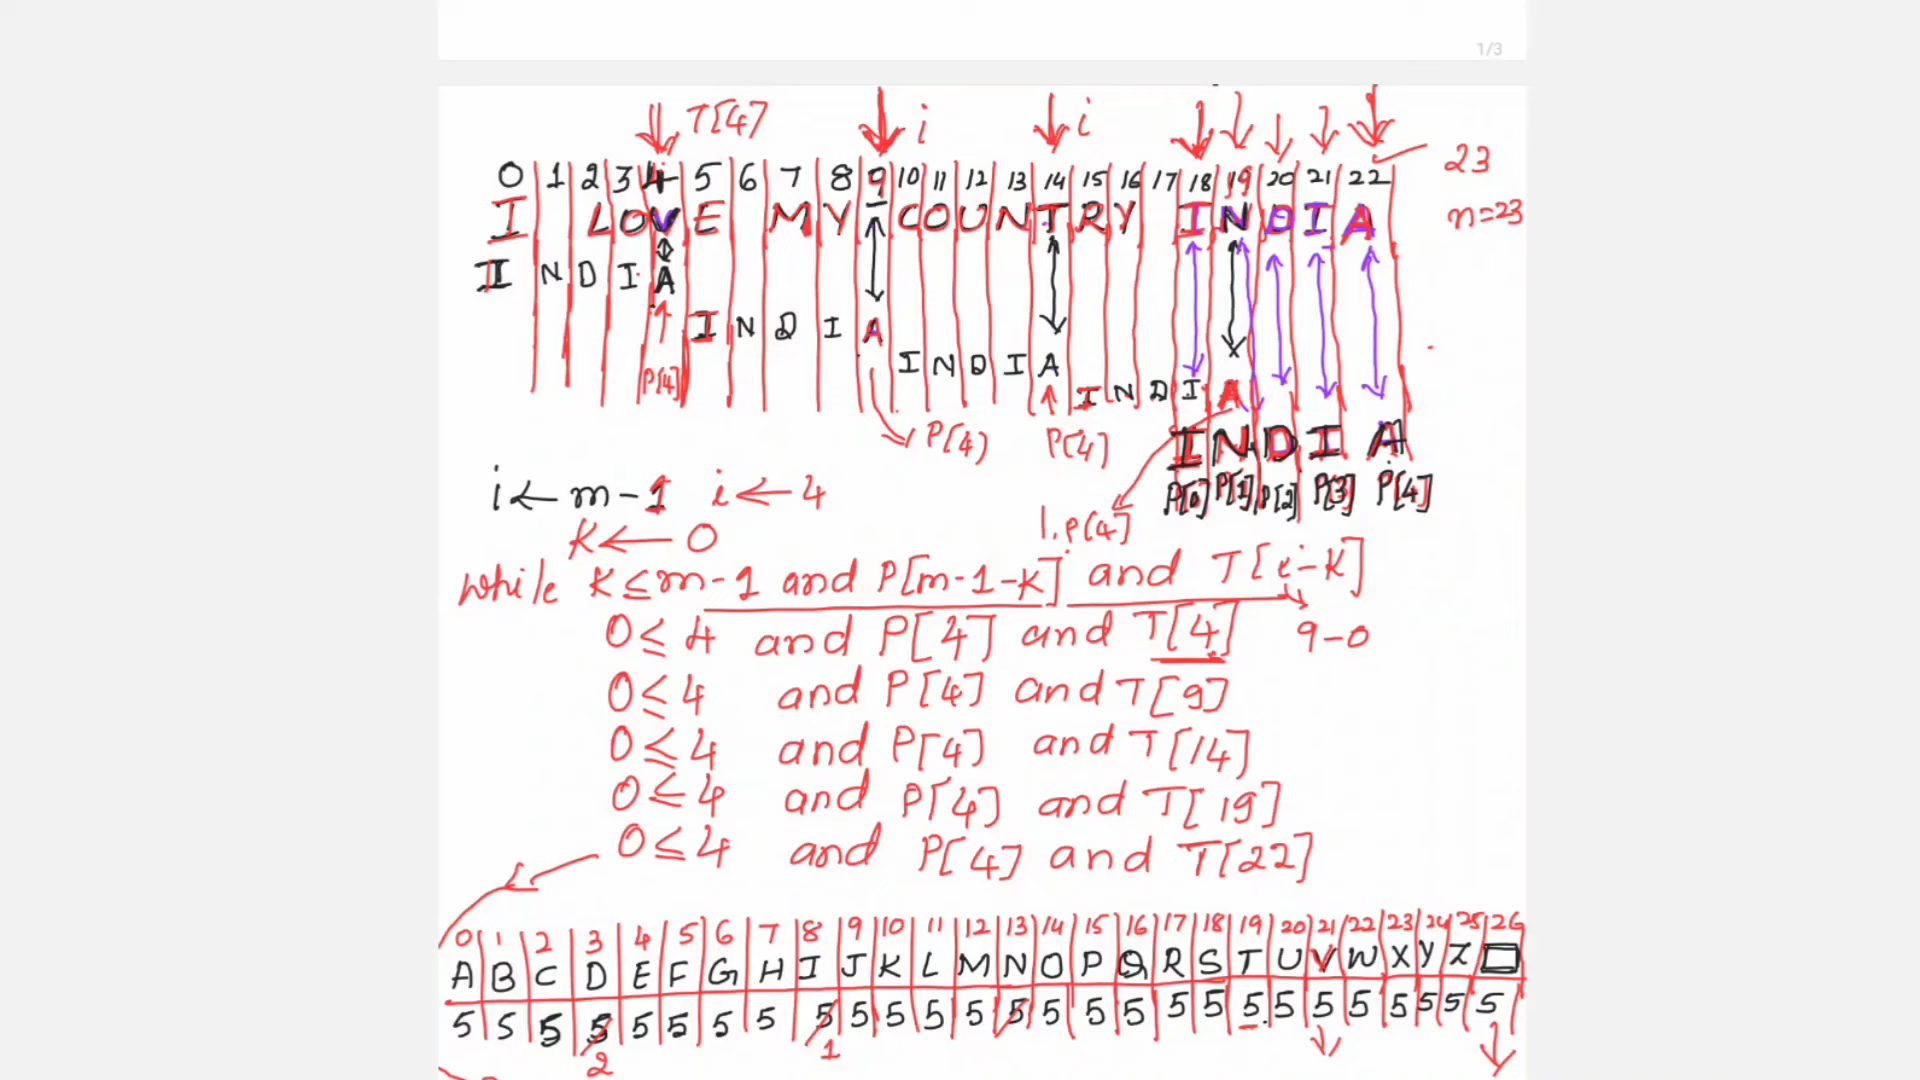 1/3
T[4] i i
0 1 2 3 4 5 6 7 8 9 10 11 12 13 14 15 16 17 18 19 20 21 22 23
I LOVE MY COUNTRY INDIA n=23
I N D I A
I N D I A
I N D I A
P[4] I N D I A
P[4] P[4] I N D I A
i ← m-1 i ← 4 P[0] P[1] P[2] P[3] P[4]
K ← 0 1.P[4]
while K ≤ m-1 and P[m-1-K] and T[i-K]
0 ≤ 4 and P[4] and T[4] 9-0
0 ≤ 4 and P[4] and T[9]
0 ≤ 4 and P[4] and T[14]
0 ≤ 4 and P[4] and T[19]
0 ≤ 4 and P[4] and T[22]
0 1 2 3 4 5 6 7 8 9 10 11 12 13 14 15 16 17 18 19 20 21 22 23 24 25 26
A B C D E F G H I J K L M N O P Q R S T U V W X Y Z
5 5 5 5 5 5 5 5 5 5 5 5 5 5 5 5 5 5 5 5 5 5 5 5 5 5 5
2 1